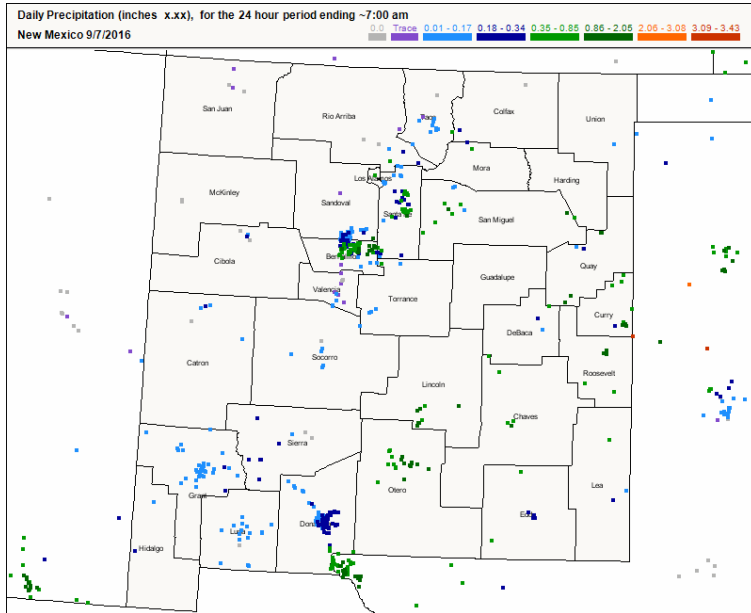 Daily Precipitation (inches x.xx), for the 24 hour period ending ~7:00 am
New Mexico 9/7/2016
0.0 Trace 0.01 - 0.17 0.18 - 0.34 0.35 - 0.85 0.86 - 2.05 2.06 - 3.08 3.09 - 3.43
San Juan
Rio Arriba
Taos
Colfax
Union
Los Alamos
Mora
Harding
McKinley
Sandoval
Santa Fe
San Miguel
Cibola
Bernalillo
Quay
Valencia
Torrance
Guadalupe
Curry
DeBaca
Catron
Socorro
Roosevelt
Lincoln
Chaves
Sierra
Grant
Otero
Lea
Dona
Luna
Eddy
Hidalgo